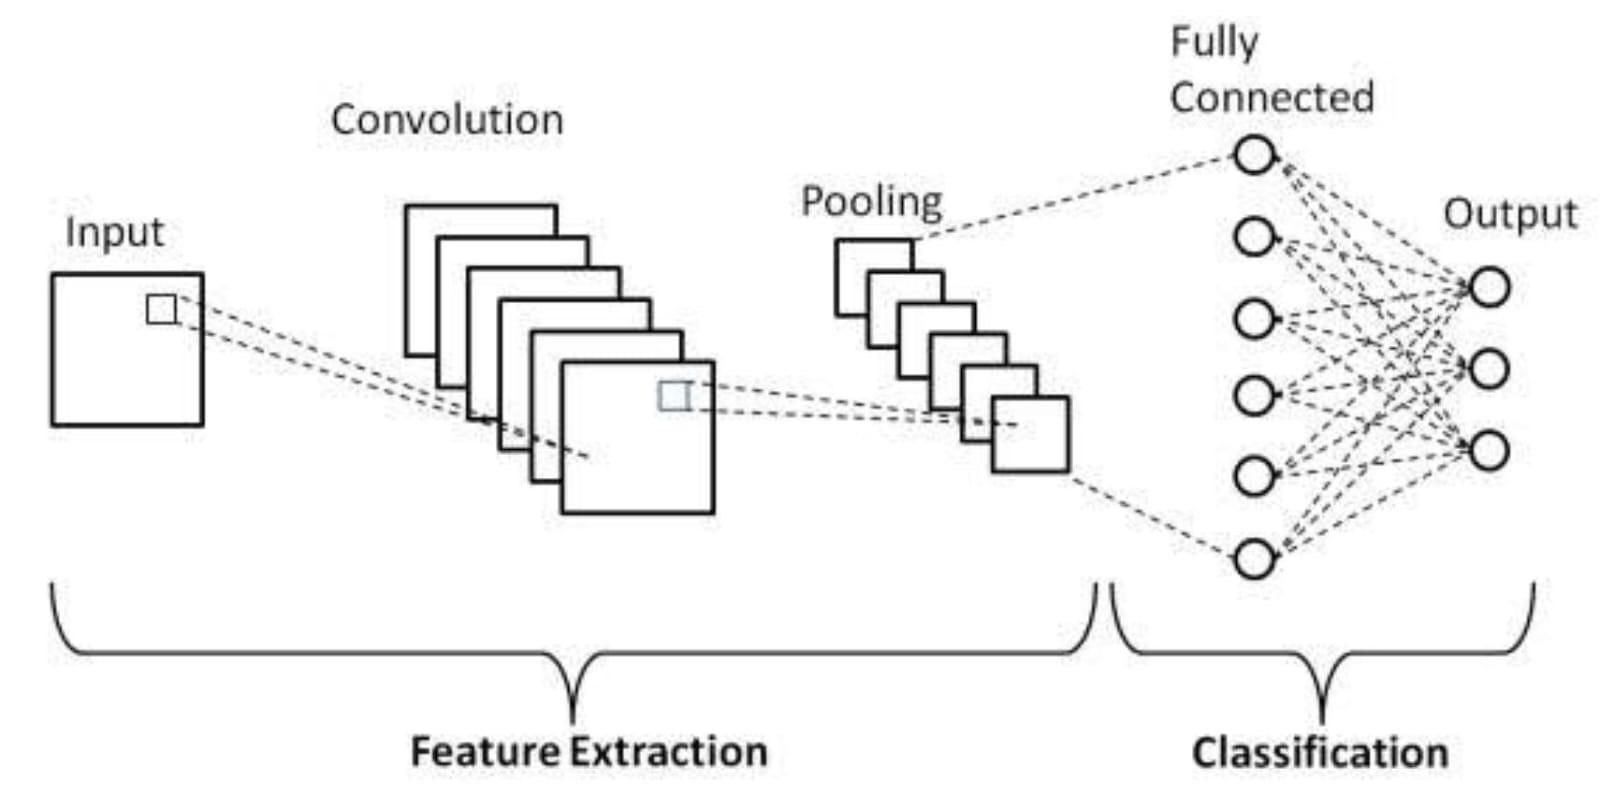 Input
Convolution
Pooling
Fully
Connected
Output
Feature Extraction
Classification